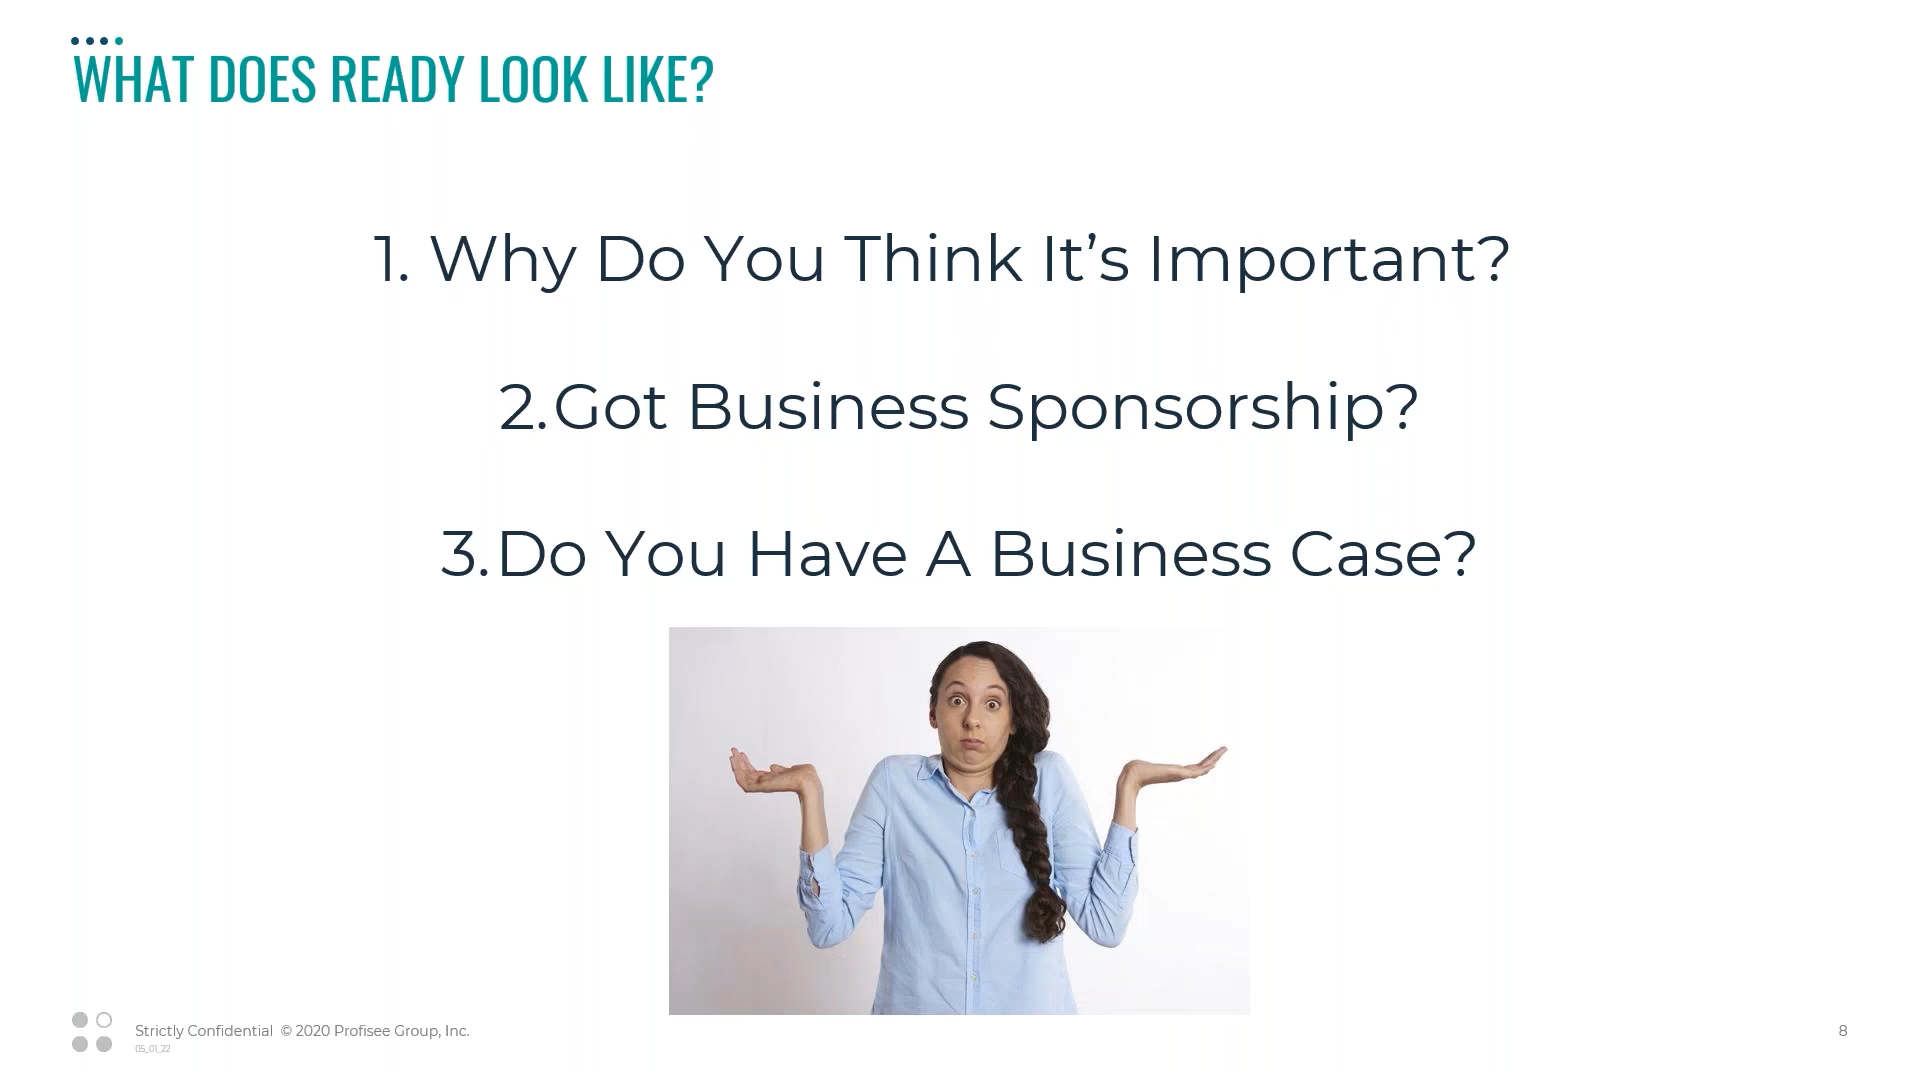 WHAT DOES READY LOOK LIKE?
1. Why Do You Think It’s Important?
2. Got Business Sponsorship?
3. Do You Have A Business Case?
Strictly Confidential © 2020 Profisee Group, Inc.
05_01_22
8